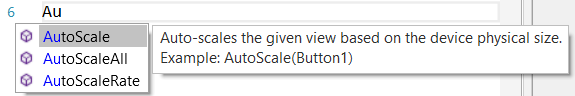 6 Au
AutoScale
AutoScaleAll
AutoScaleRate
Auto-scales the given view based on the device physical size.
Example: AutoScale(Button1)